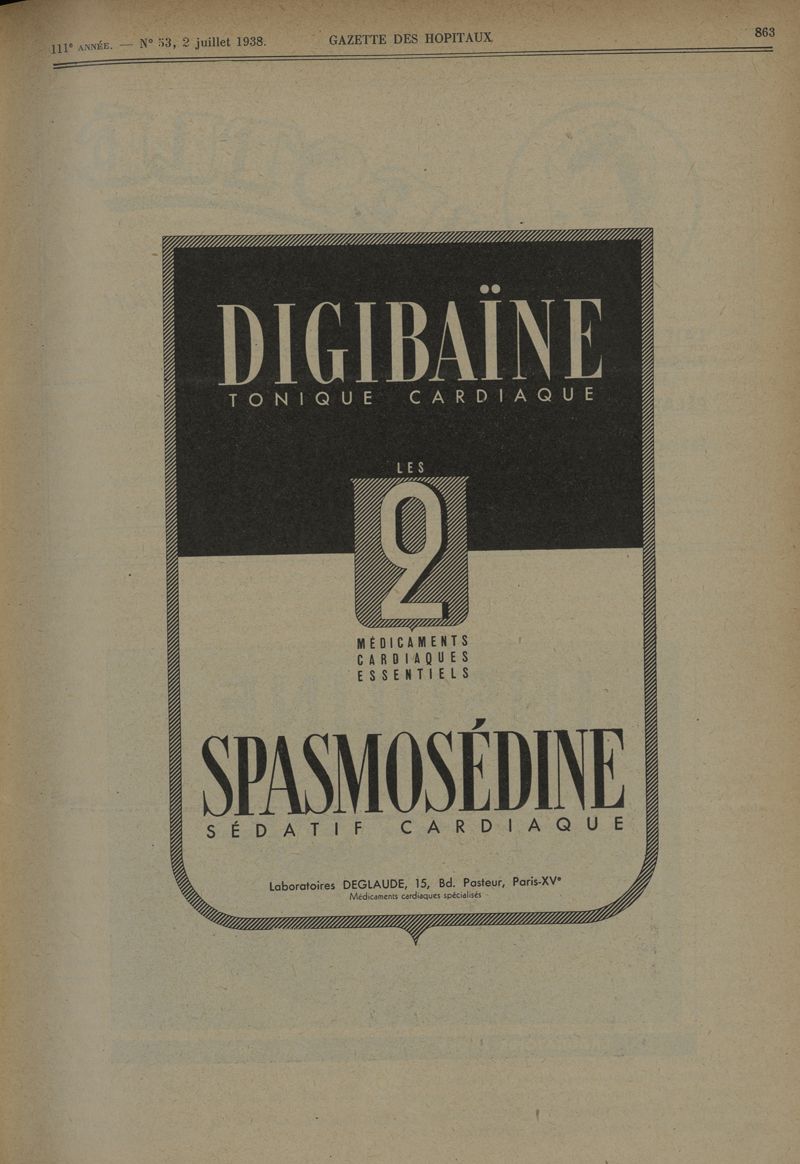 111e ANNÉE. — N° 53, 2 juillet 1938. GAZETTE DES HOPITAUX 863
DIGIBAÏNE
TONIQUE CARDIAQUE
LES
2
MÉDICAMENTS
CARDIAQUES
ESSENTIELS
SPASMOSÉDINE
SÉDATIF CARDIAQUE
Laboratoires DEGLAUDE, 15, Bd. Pasteur, Paris-XVe
Médicaments cardiaques spécialisés